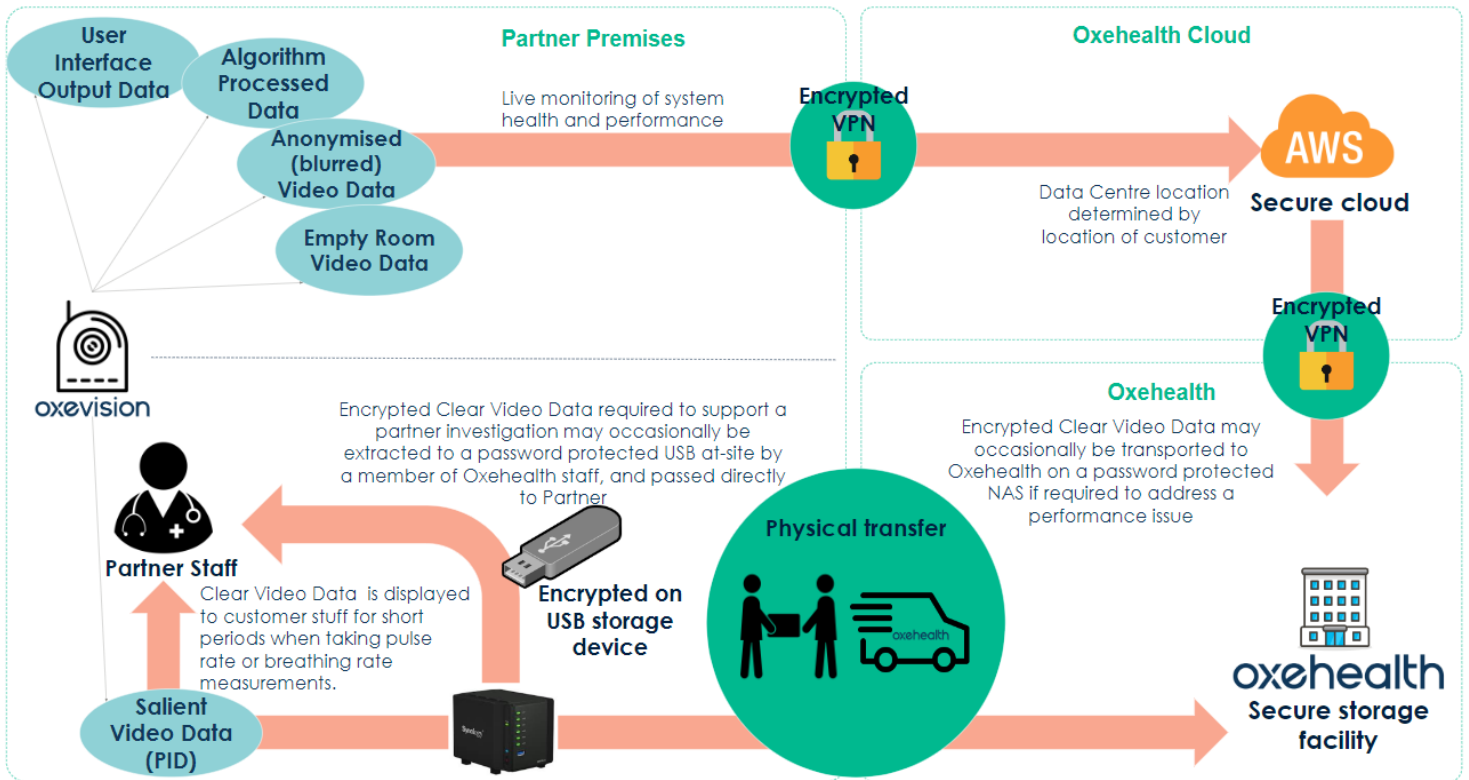 User
Interface
Output Data
Algorithm
Processed
Data
Anonymised
(blurred)
Video Data
Empty Room
Video Data
oxevision
Partner Premises
Live monitoring of system
health and performance
Encrypted
VPN
Oxehealth Cloud
AWS
Secure cloud
Data Centre location
determined by
location of customer
Encrypted
VPN
Oxehealth
Encrypted Clear Video Data may
occasionally be transported to
Oxehealth on a password protected
NAS if required to address a
performance issue
Encrypted Clear Video Data required to support a
partner investigation may occasionally be
extracted to a password protected USB at-site by
a member of Oxehealth staff, and passed directly
to Partner
Partner Staff
Clear Video Data is displayed
to customer stuff for short
periods when taking pulse
rate or breathing rate
measurements.
Encrypted on
USB storage
device
Physical transfer
oxehealth
Salient
Video Data
(PID)
Synology
oxehealth
Secure storage
facility